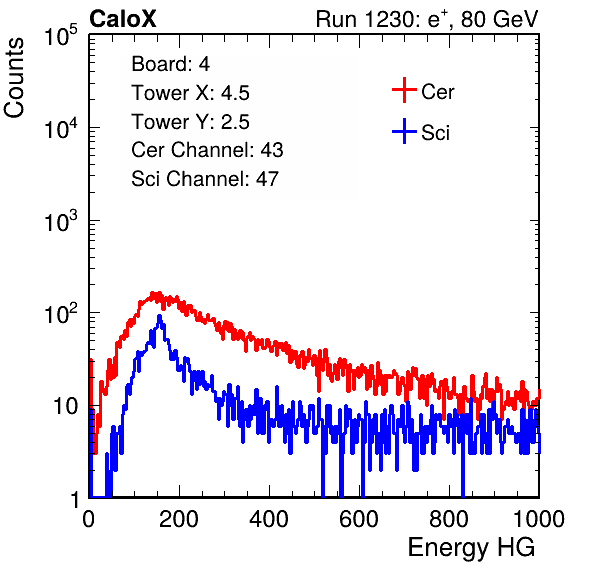 CaloX Run 1230: e⁺, 80 GeV
Counts
Board: 4
Tower X: 4.5
Tower Y: 2.5
Cer Channel: 43
Sci Channel: 47
Cer
Sci
10⁵
10⁴
10³
10²
10
1
0 200 400 600 800 1000
Energy HG